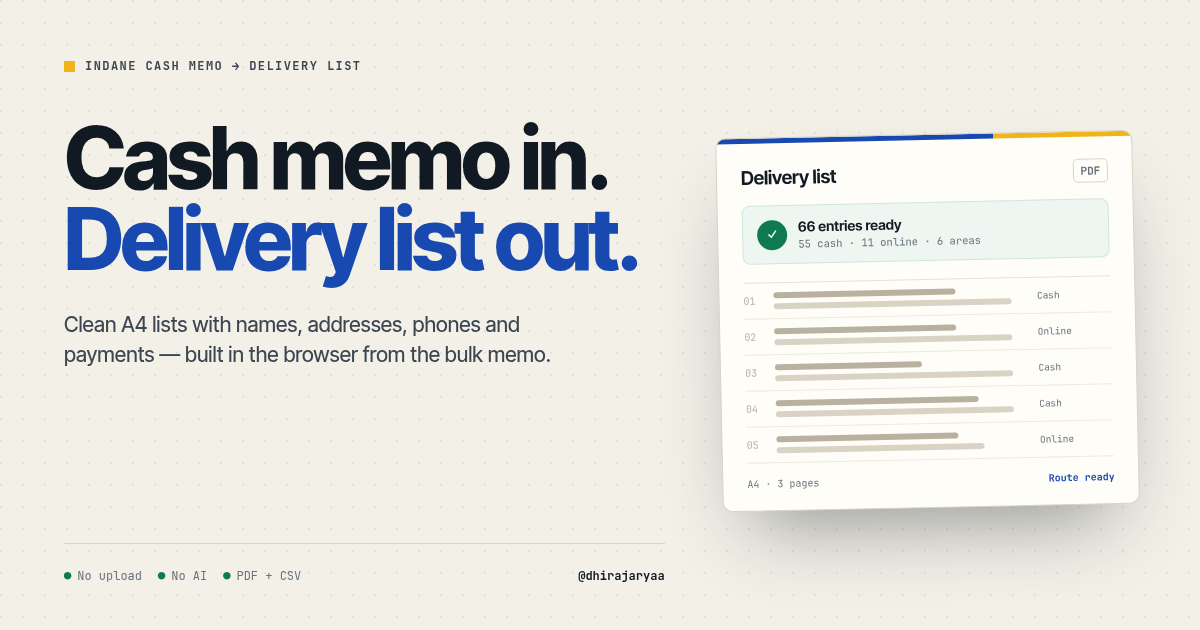 INDANE CASH MEMO → DELIVERY LIST
Cash memo in.
Delivery list out.
Clean A4 lists with names, addresses, phones and
payments — built in the browser from the bulk memo.
No upload No AI PDF + CSV
@dhirajaryaa
Delivery list
PDF
66 entries ready
55 cash · 11 online · 6 areas
01 Cash
02 Online
03 Cash
04 Cash
05 Online
A4 · 3 pages
Route ready